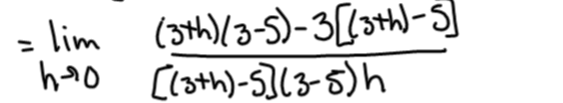 = lim (3+h)(3-5)-3[(3+h)-5]
h→0 [(3+h)-5](3-5)h